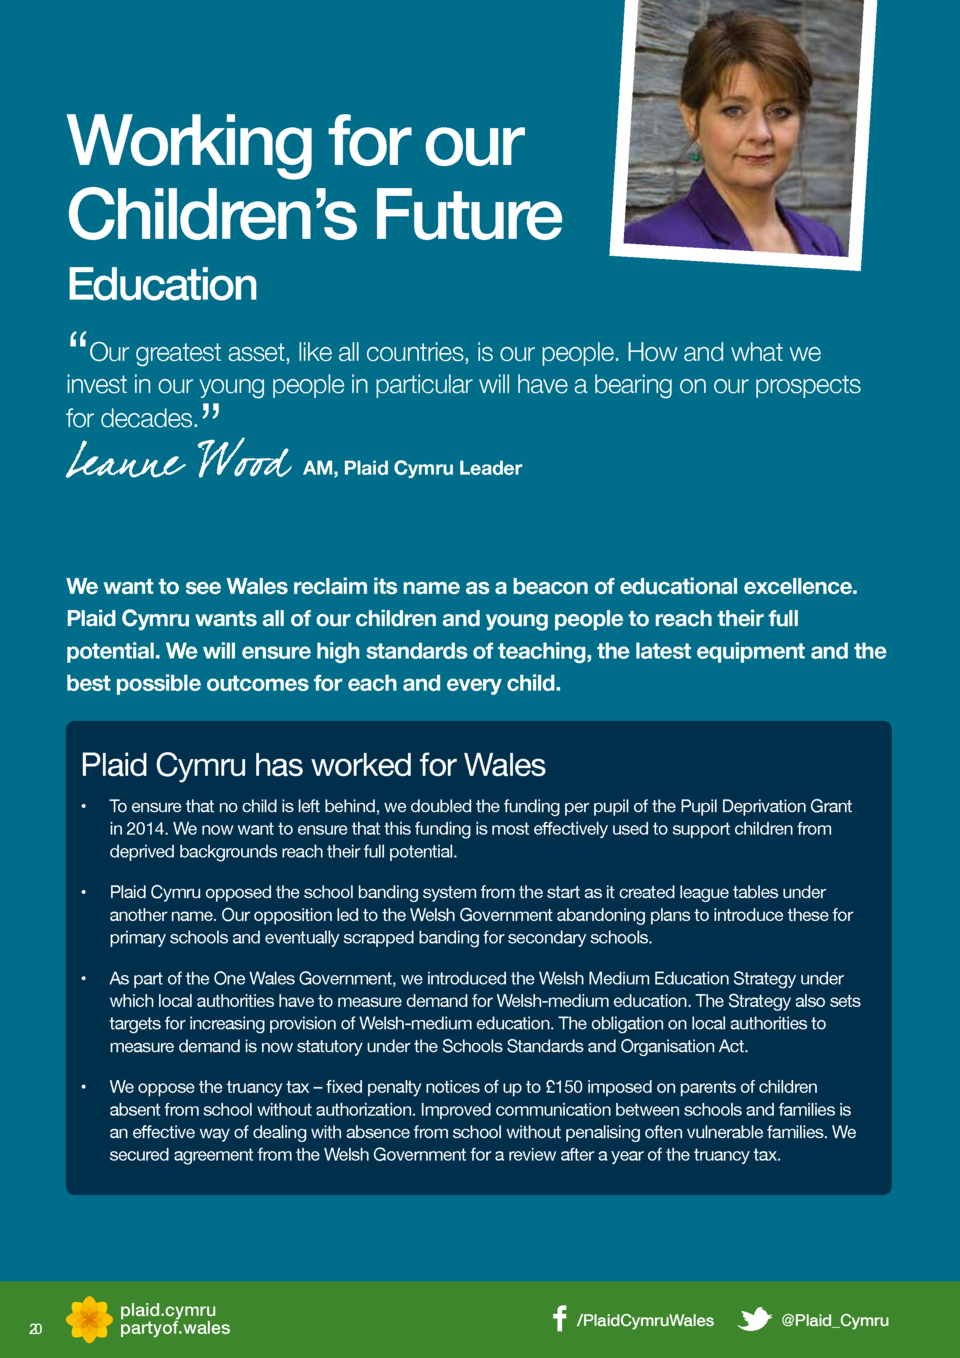 Working for our
Children’s Future
Education
“Our greatest asset, like all countries, is our people. How and what we
invest in our young people in particular will have a bearing on our prospects
for decades.”
Leanne Wood AM, Plaid Cymru Leader
We want to see Wales reclaim its name as a beacon of educational excellence.
Plaid Cymru wants all of our children and young people to reach their full
potential. We will ensure high standards of teaching, the latest equipment and the
best possible outcomes for each and every child.
Plaid Cymru has worked for Wales
• To ensure that no child is left behind, we doubled the funding per pupil of the Pupil Deprivation Grant
in 2014. We now want to ensure that this funding is most effectively used to support children from
deprived backgrounds reach their full potential.
• Plaid Cymru opposed the school banding system from the start as it created league tables under
another name. Our opposition led to the Welsh Government abandoning plans to introduce these for
primary schools and eventually scrapped banding for secondary schools.
• As part of the One Wales Government, we introduced the Welsh Medium Education Strategy under
which local authorities have to measure demand for Welsh-medium education. The Strategy also sets
targets for increasing provision of Welsh-medium education. The obligation on local authorities to
measure demand is now statutory under the Schools Standards and Organisation Act.
• We oppose the truancy tax – fixed penalty notices of up to £150 imposed on parents of children
absent from school without authorization. Improved communication between schools and families is
an effective way of dealing with absence from school without penalising often vulnerable families. We
secured agreement from the Welsh Government for a review after a year of the truancy tax.
20
plaid.cymru
partyof.wales
/PlaidCymruWales
@Plaid_Cymru